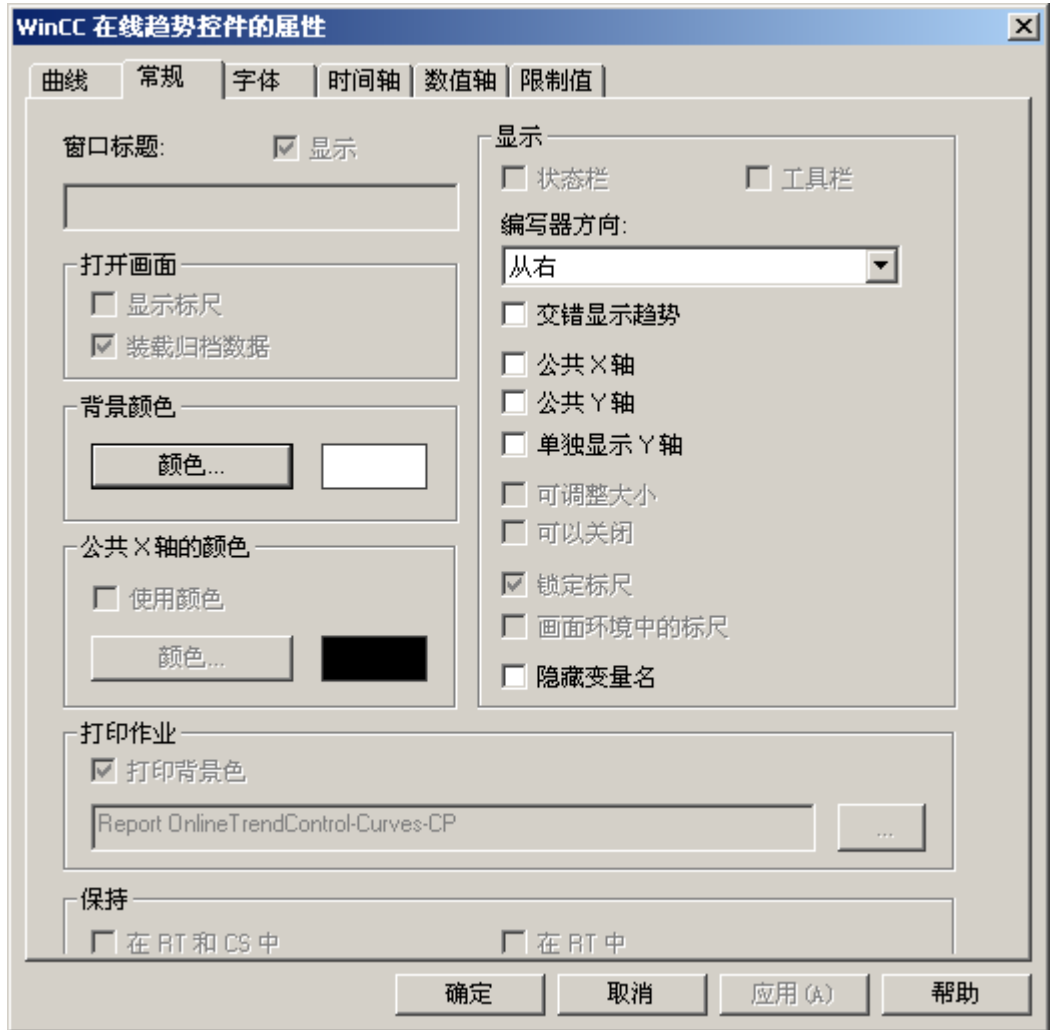 WinCC 在线趋势控件的属性
曲线 常规 字体 时间轴 数值轴 限制值
窗口标题: 显示
打开画面
显示标尺
装载归档数据
背景颜色
颜色...
公共 X 轴的颜色
使用颜色
颜色...
显示
状态栏 工具栏
编写器方向:
从右
交错显示趋势
公共 X 轴
公共 Y 轴
单独显示 Y 轴
可调整大小
可以关闭
锁定标尺
画面环境中的标尺
隐藏变量名
打印作业
打印背景色
Report OnlineTrendControl-Curves-CP
...
保持
在 RT 和 CS 中 在 RT 中
确定 取消 应用(A) 帮助